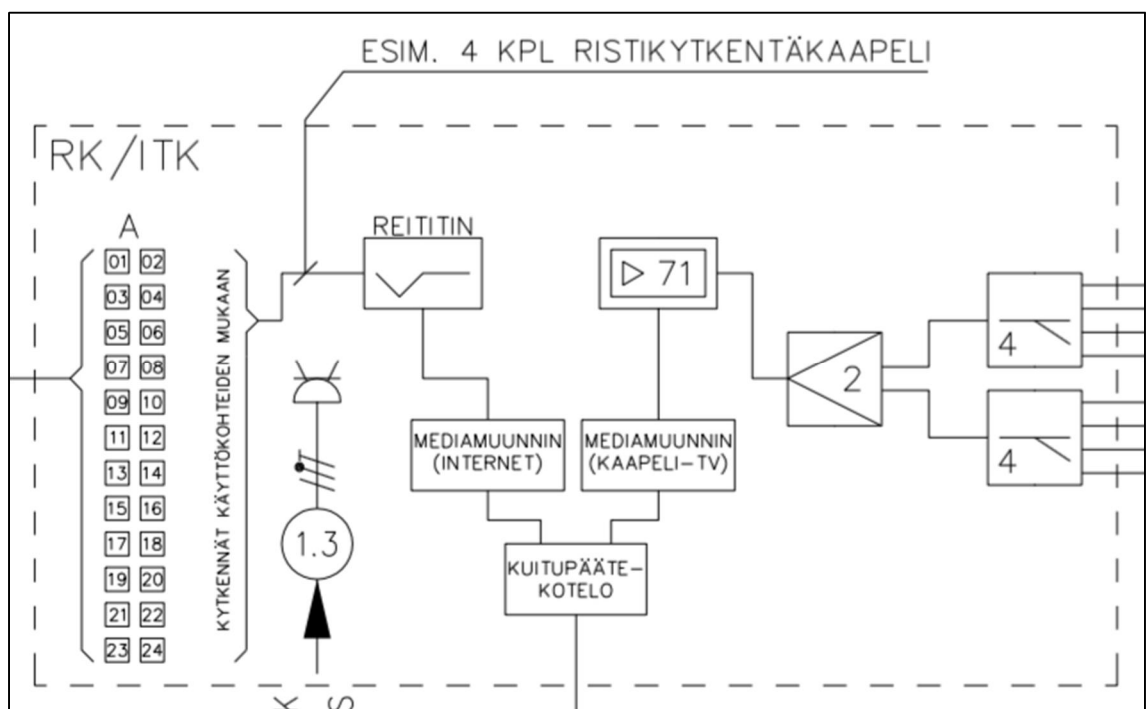 ESIM. 4 KPL RISTIKYTKENTÄKAAPELI
RK/ITK
A
01 02
03 04
05 06
07 08
09 10
11 12
13 14
15 16
17 18
19 20
21 22
23 24
KYTKENNÄT KÄYTTÖKOHTEIDEN MUKAAN
REITITIN
71
2
4
4
MEDIAMUUNNIN
(INTERNET)
MEDIAMUUNNIN
(KAAPELI-TV)
1.3
KUITUPÄÄTE-
KOTELO